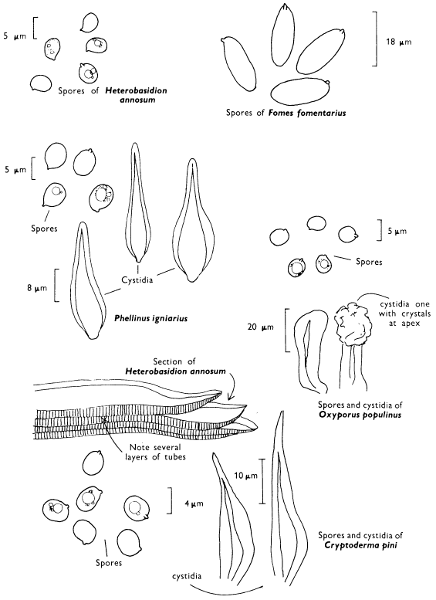 5 μm
Spores of Heterobasidion
annosum
18 μm
Spores of Fomes fomentarius
5 μm
Spores
Cystidia
8 μm
Phellinus igniarius
5 μm
Spores
cystidia one
with crystals
at apex
20 μm
Spores and cystidia of
Oxyporus populinus
Section of
Heterobasidion annosum
Note several
layers of tubes
10 μm
4 μm
Spores
Spores and cystidia of
Cryptoderma pini
cystidia